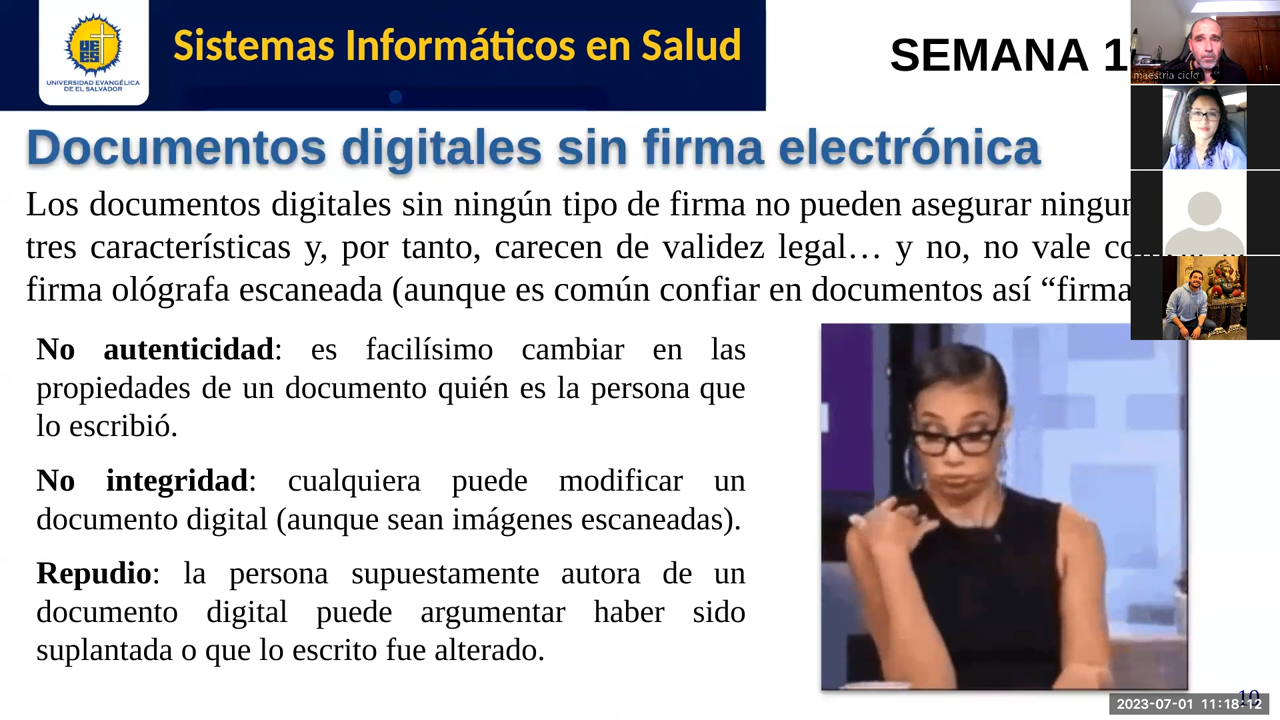 Sistemas Informáticos en Salud
SEMANA 1
UNIVERSIDAD EVANGÉLICA
DE EL SALVADOR
maestria ciclo
Documentos digitales sin firma electrónica
Los documentos digitales sin ningún tipo de firma no pueden asegurar
tres características y, por tanto, carecen de validez legal… y no, no vale
firma ológrafa escaneada (aunque es común confiar en documentos así “firma
No autenticidad: es facilísimo cambiar en las
propiedades de un documento quién es la persona que
lo escribió.
No integridad: cualquiera puede modificar un
documento digital (aunque sean imágenes escaneadas).
Repudio: la persona supuestamente autora de un
documento digital puede argumentar haber sido
suplantada o que lo escrito fue alterado.
10
2023-07-01 11:18:12